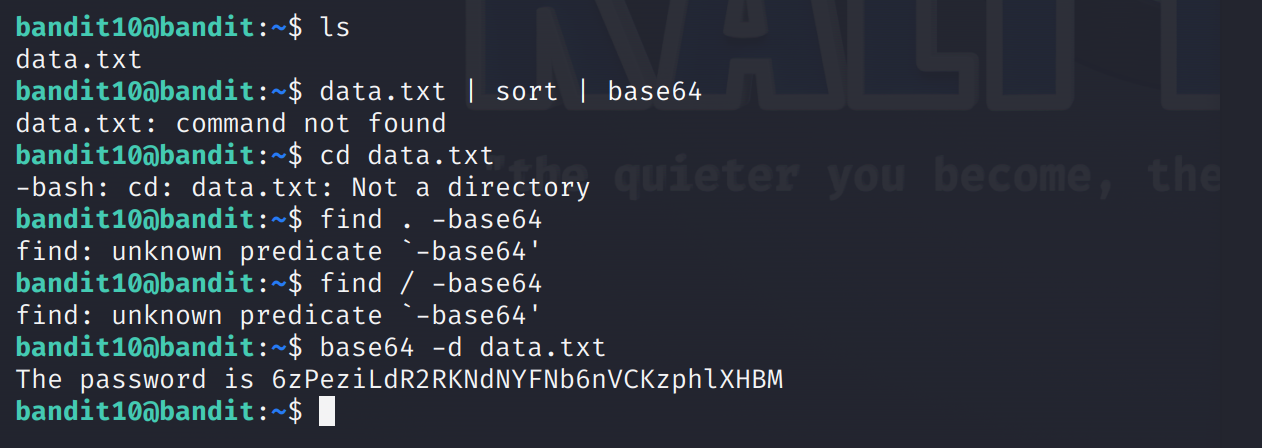 bandit10@bandit:~$ ls
data.txt
bandit10@bandit:~$ data.txt | sort | base64
data.txt: command not found
bandit10@bandit:~$ cd data.txt
-bash: cd: data.txt: Not a directory
bandit10@bandit:~$ find . -base64
find: unknown predicate `-base64'
bandit10@bandit:~$ find / -base64
find: unknown predicate `-base64'
bandit10@bandit:~$ base64 -d data.txt
The password is 6zPeziLdR2RKNdNYFNb6nVCKzphlXHBM
bandit10@bandit:~$
"the quieter you become, the